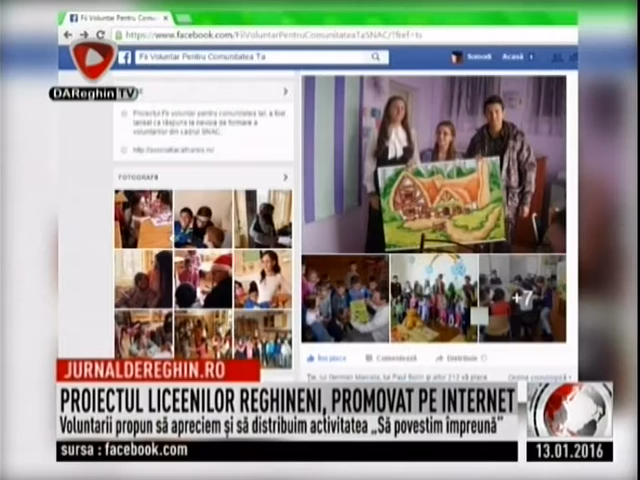 Fii Voluntar Pentru Comu
https://www.facebook.com/FiiVoluntarPentruComunitateaTaSNAC/?fref=ts
Fii Voluntar Pentru Comunitatea Ta
Acasă
DAReghin TV
Proiectul Fii voluntar pentru comunitatea ta!, a fost
lansat ca răspuns la nevoia de formare a
voluntarilor din cadrul SNAC.
FOTOGRAFII
+7
Îmi place
Comentează
Distribuie
JURNALDEREGHIN.RO
PROIECTUL LICEENILOR REGHINENI, PROMOVAT PE INTERNET
Voluntarii propun să apreciem și să distribuim activitatea „Să povestim împreună”
sursa : facebook.com
13.01.2016